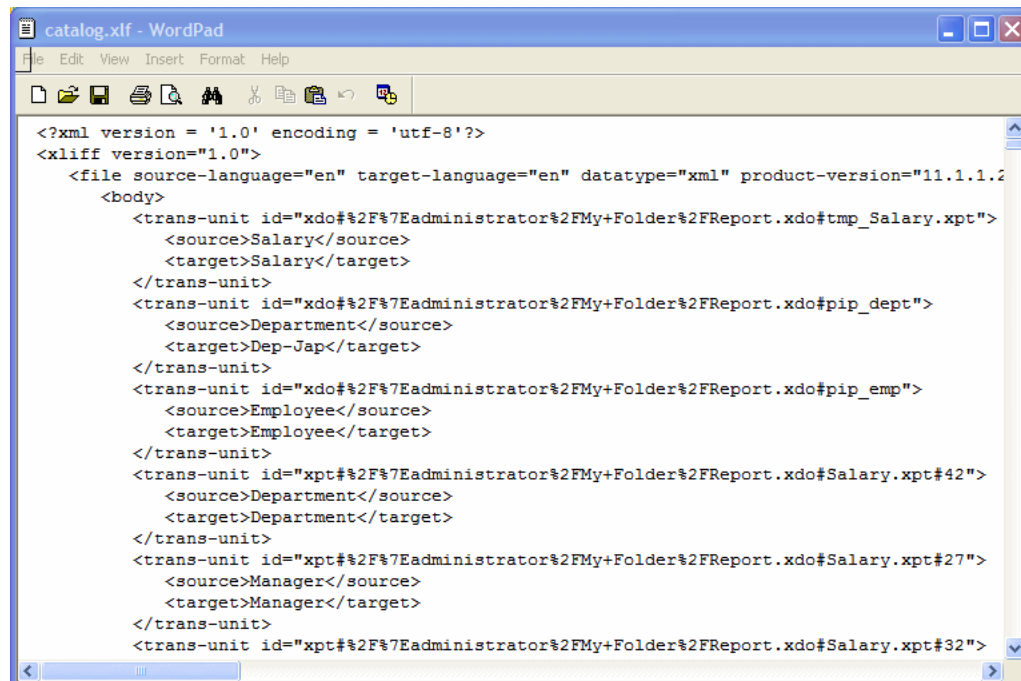 catalog.xlf - WordPad
File Edit View Insert Format Help
<?xml version = '1.0' encoding = 'utf-8'?>
<xliff version="1.0">
<file source-language="en" target-language="en" datatype="xml" product-version="11.1.1.2
<body>
<trans-unit id="xdo#%2F%7Eadministrator%2FMy+Folder%2FReport.xdo#tmp_Salary.xpt">
<source>Salary</source>
<target>Salary</target>
</trans-unit>
<trans-unit id="xdo#%2F%7Eadministrator%2FMy+Folder%2FReport.xdo#pip_dept">
<source>Department</source>
<target>Dep-Jap</target>
</trans-unit>
<trans-unit id="xdo#%2F%7Eadministrator%2FMy+Folder%2FReport.xdo#pip_emp">
<source>Employee</source>
<target>Employee</target>
</trans-unit>
<trans-unit id="xpt#%2F%7Eadministrator%2FMy+Folder%2FReport.xdo#Salary.xpt#42">
<source>Department</source>
<target>Department</target>
</trans-unit>
<trans-unit id="xpt#%2F%7Eadministrator%2FMy+Folder%2FReport.xdo#Salary.xpt#27">
<source>Manager</source>
<target>Manager</target>
</trans-unit>
<trans-unit id="xpt#%2F%7Eadministrator%2FMy+Folder%2FReport.xdo#Salary.xpt#32">